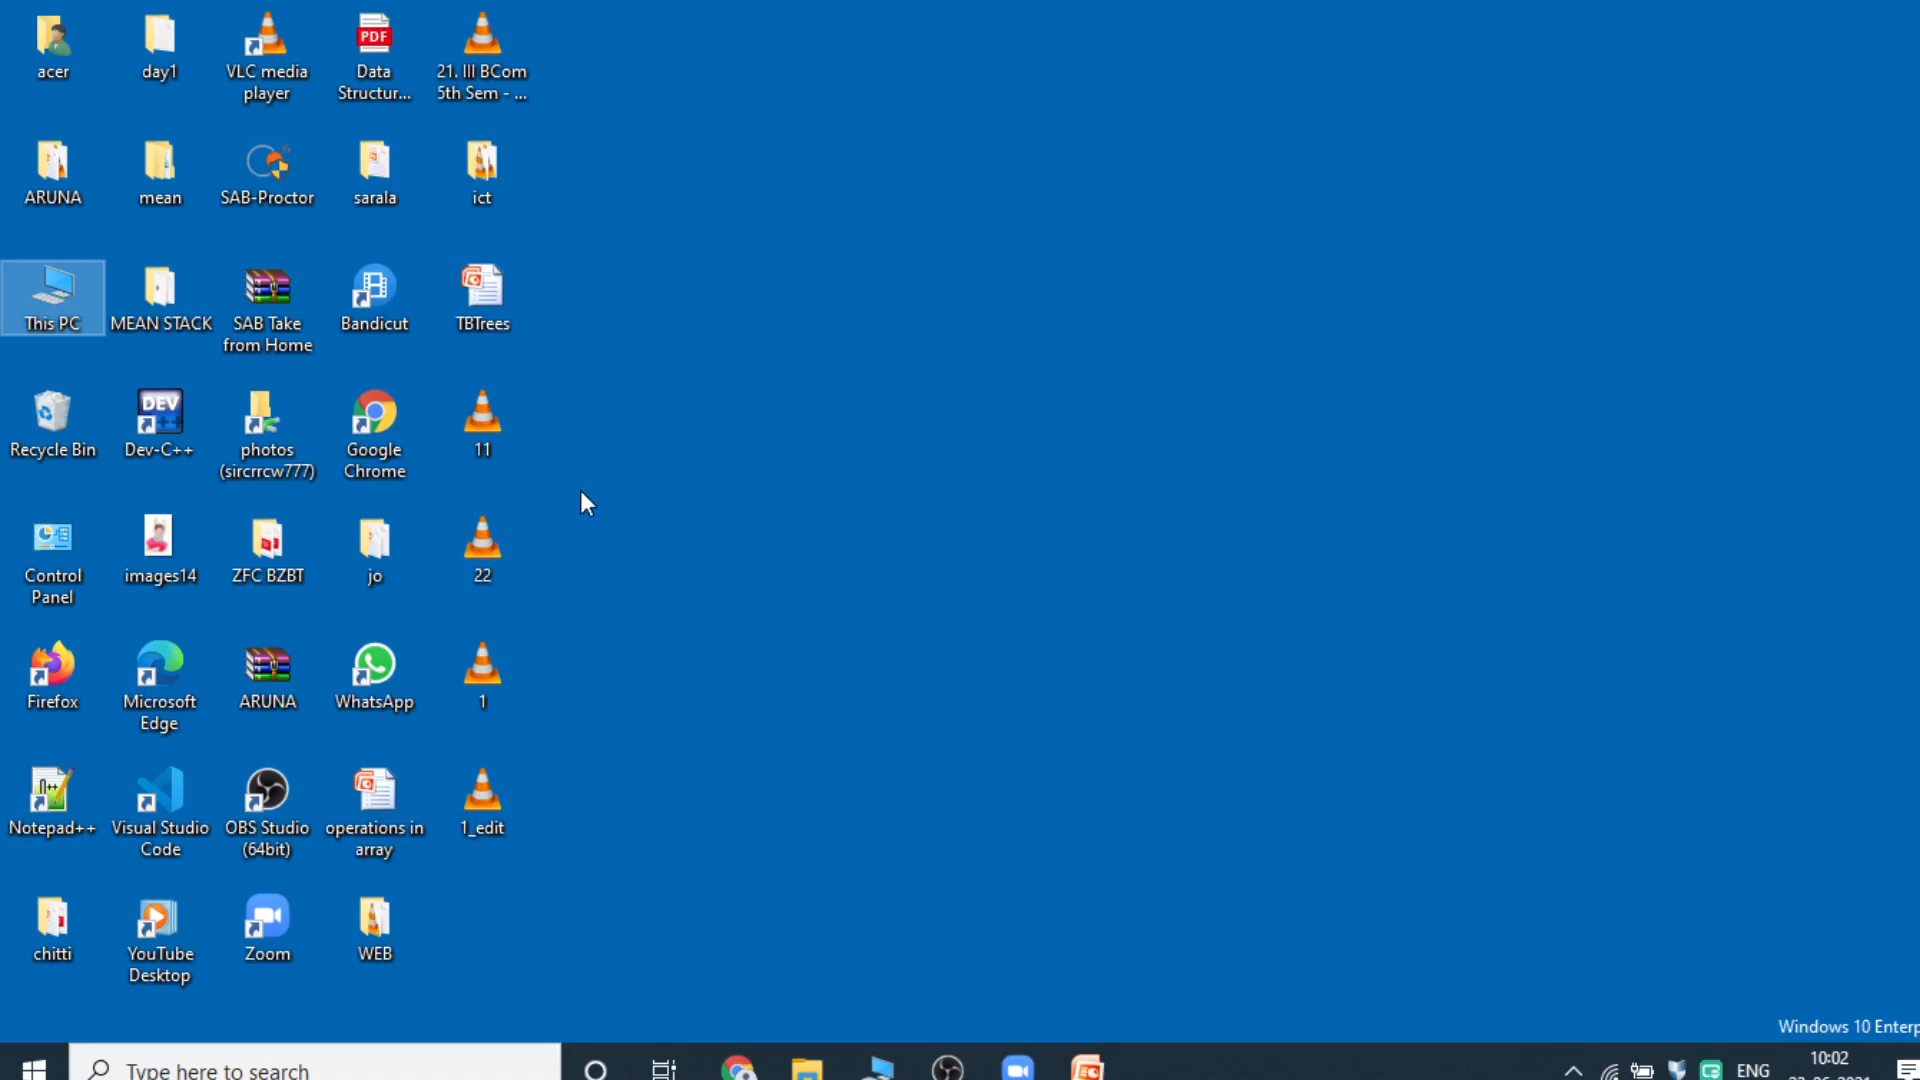 acer
day1
VLC media
player
PDF
Data
Structur...
21. III BCom
5th Sem - ...
ARUNA
mean
SAB-Proctor
sarala
ict
This PC
MEAN STACK
SAB Take
from Home
Bandicut
TBTrees
11
Recycle Bin
DEV
++
Dev-C++
photos
(sircrrcw777)
Google
Chrome
Control
Panel
images14
ZFC BZBT
jo
22
Firefox
Microsoft
Edge
ARUNA
WhatsApp
1
Notepad++
Visual Studio
Code
OBS Studio
(64bit)
operations in
array
1_edit
chitti
YouTube
Desktop
Zoom
WEB
Windows 10 Enterp
Type here to search
ENG
10:02